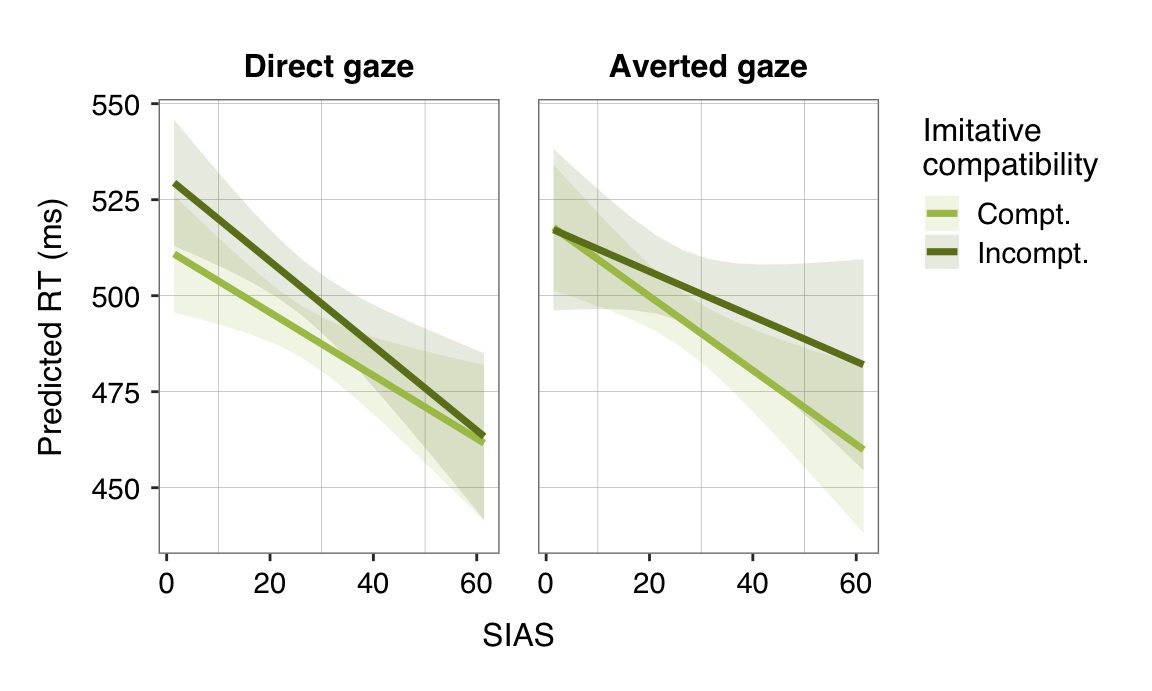 Direct gaze
Averted gaze
550
525
500
475
450
Predicted RT (ms)
0 20 40 60
0 20 40 60
SIAS
Imitative
compatibility
Compt.
Incompt.